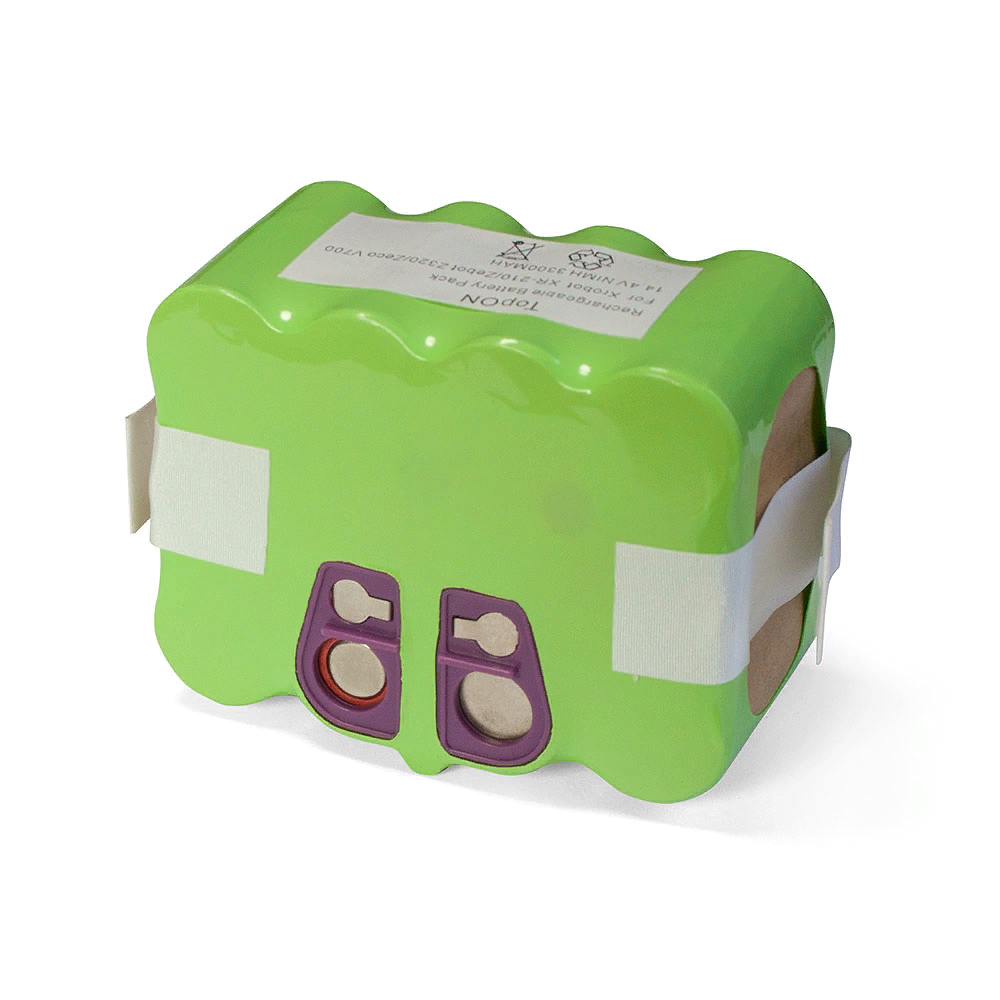 TopON
Rechargeable Battery Pack
For Xrobot XR-210/Zebot Z320/Zeco V700
14.4V NIMH 3300MAH